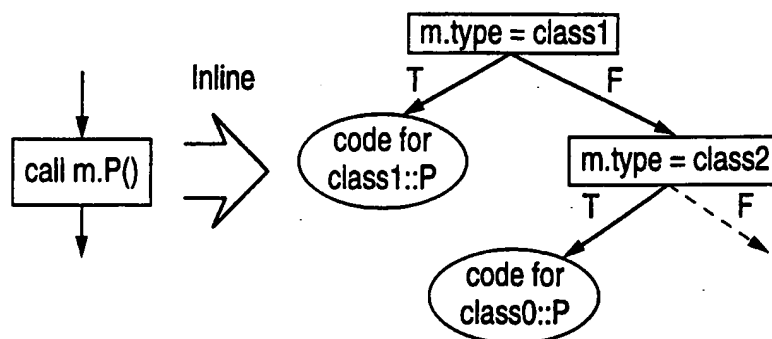 m.type = class1
T
F
Inline
code for
class1::P
call m.P()
m.type = class2
T
F
code for
class0::P